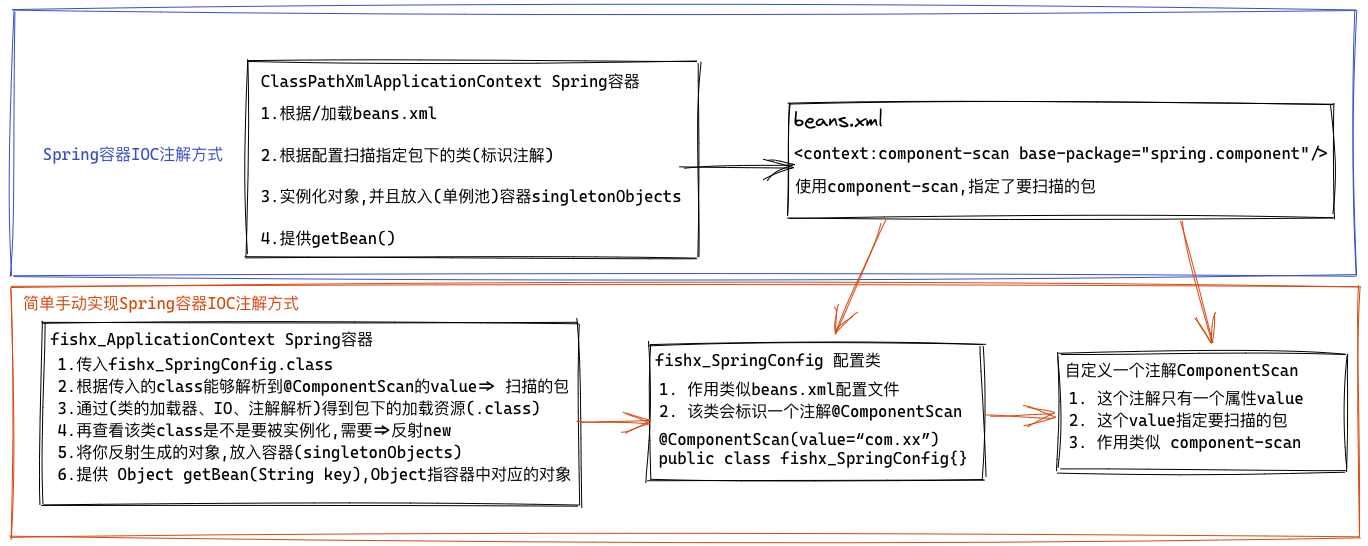 Spring容器IOC注解方式
ClassPathXmlApplicationContext Spring容器
1.根据/加载beans.xml
2.根据配置扫描指定包下的类(标识注解)
3.实例化对象,并且放入(单例池)容器singletonObjects
4.提供getBean()
beans.xml
<context:component-scan base-package="spring.component"/>
使用component-scan,指定了要扫描的包
简单手动实现Spring容器IOC注解方式
fishx_ApplicationContext Spring容器
1.传入fishx_SpringConfig.class
2.根据传入的class能够解析到@ComponentScan的value=> 扫描的包
3.通过(类的加载器、IO、注解解析)得到包下的加载资源(.class)
4.再查看该类class是不是要被实例化,需要=>反射new
5.将你反射生成的对象,放入容器(singletonObjects)
6.提供 Object getBean(String key),Object指容器中对应的对象
fishx_SpringConfig 配置类
1. 作用类似beans.xml配置文件
2. 该类会标识一个注解@ComponentScan
@ComponentScan(value=“com.xx”)
public class fishx_SpringConfig{}
自定义一个注解ComponentScan
1. 这个注解只有一个属性value
2. 这个value指定要扫描的包
3. 作用类似 component-scan